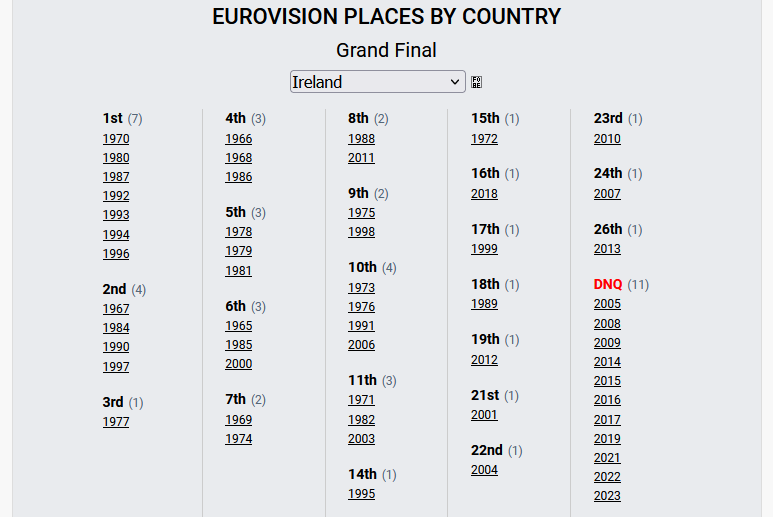 EUROVISION PLACES BY COUNTRY
Grand Final
Ireland
1st (7)
1970
1980
1987
1992
1993
1994
1996
2nd (4)
1967
1984
1990
1997
3rd (1)
1977
4th (3)
1966
1968
1986
5th (3)
1978
1979
1981
6th (3)
1965
1985
2000
7th (2)
1969
1974
8th (2)
1988
2011
9th (2)
1975
1998
10th (4)
1973
1976
1991
2006
11th (3)
1971
1982
2003
14th (1)
1995
15th (1)
1972
16th (1)
2018
17th (1)
1999
18th (1)
1989
19th (1)
2012
21st (1)
2001
22nd (1)
2004
23rd (1)
2010
24th (1)
2007
26th (1)
2013
DNQ (11)
2005
2008
2009
2014
2015
2016
2017
2019
2021
2022
2023